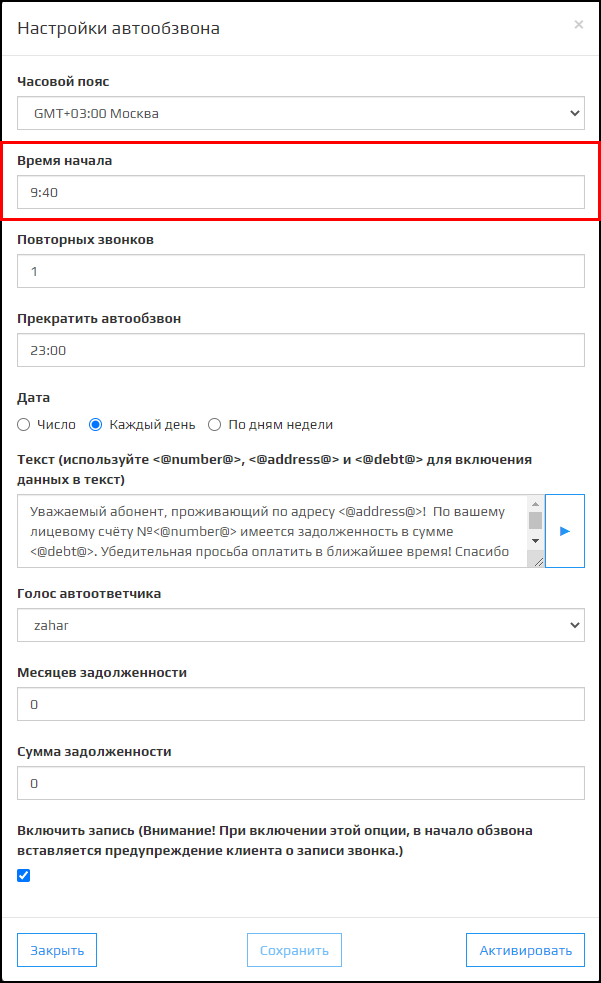 Настройки автообзвона
×
Часовой пояс
GMT+03:00 Москва
Время начала
9:40
Повторных звонков
1
Прекратить автообзвон
23:00
Дата
Число Каждый день По дням недели
Текст (используйте <@number@>, <@address@> и <@debt@> для включения
данных в текст)
Уважаемый абонент, проживающий по адресу <@address@>!  По вашему
лицевому счёту №<@number@> имеется задолженность в сумме
<@debt@>. Убедительная просьба оплатить в ближайшее время! Спасибо
Голос автоответчика
zahar
Месяцев задолженности
0
Сумма задолженности
0
Включить запись (Внимание! При включении этой опции, в начало обзвона
вставляется предупреждение клиента о записи звонка.)
Закрыть Сохранить Активировать